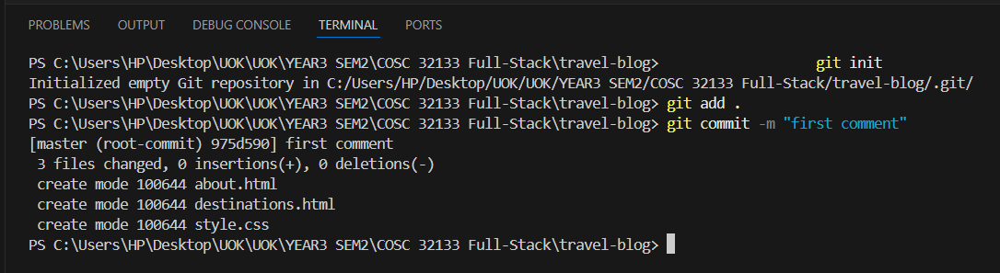 PROBLEMS OUTPUT DEBUG CONSOLE TERMINAL PORTS
PS C:\Users\HP\Desktop\UOK\UOK\YEAR3 SEM2\COSC 32133 Full-Stack\travel-blog> git init
Initialized empty Git repository in C:/Users/HP/Desktop/UOK/UOK/YEAR3 SEM2/COSC 32133 Full-Stack/travel-blog/.git/
PS C:\Users\HP\Desktop\UOK\UOK\YEAR3 SEM2\COSC 32133 Full-Stack\travel-blog> git add .
PS C:\Users\HP\Desktop\UOK\UOK\YEAR3 SEM2\COSC 32133 Full-Stack\travel-blog> git commit -m "first comment"
[master (root-commit) 975d590] first comment
3 files changed, 0 insertions(+), 0 deletions(-)
create mode 100644 about.html
create mode 100644 destinations.html
create mode 100644 style.css
PS C:\Users\HP\Desktop\UOK\UOK\YEAR3 SEM2\COSC 32133 Full-Stack\travel-blog>